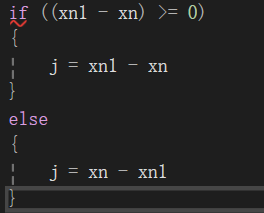 if ((xn1 - xn) >= 0)
{
j = xn1 - xn
}
else
{
j = xn - xn1
}